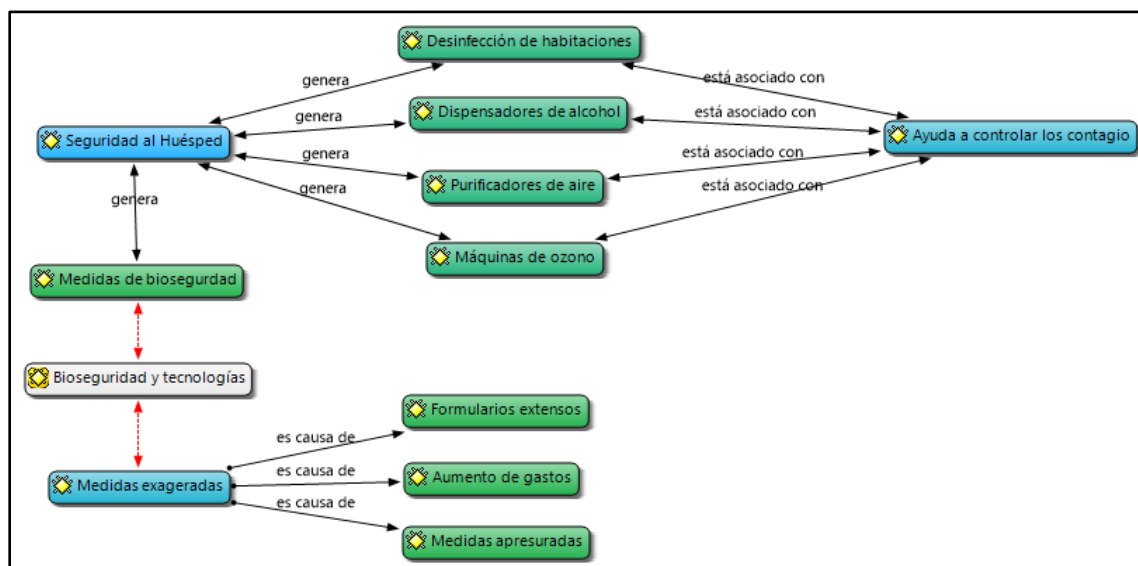 Desinfección de habitaciones
genera
está asociado con
genera
Dispensadores de alcohol
está asociado con
Seguridad al Huésped
Ayuda a controlar los contagio
genera
está asociado con
Purificadores de aire
genera
está asociado con
genera
Máquinas de ozono
Medidas de biosegurdad
Bioseguridad y tecnologías
Formularios extensos
es causa de
es causa de
Aumento de gastos
Medidas exageradas
es causa de
Medidas apresuradas